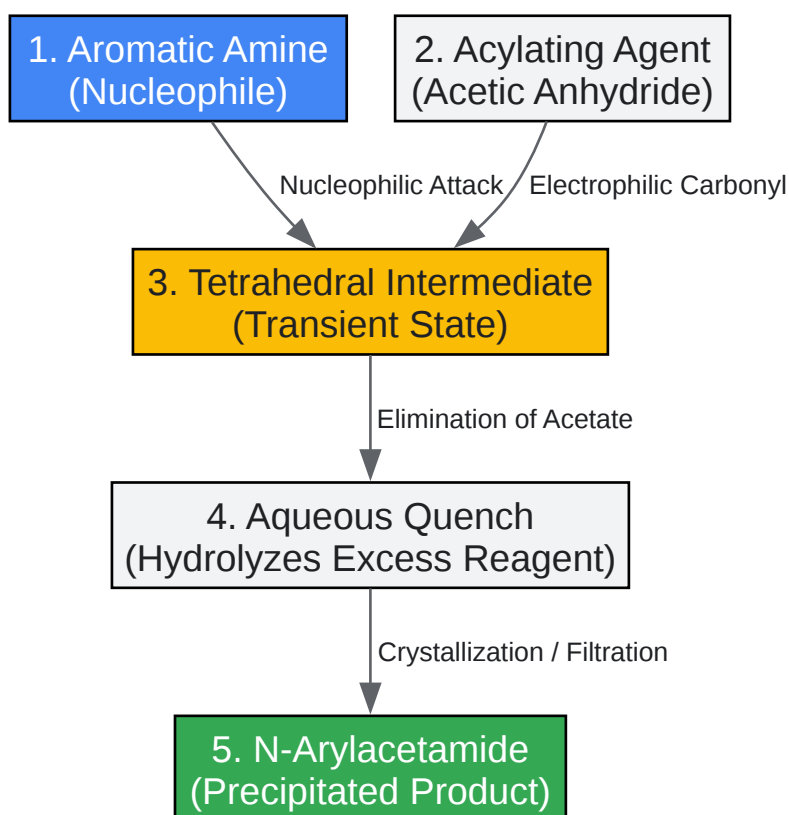 1. Aromatic Amine
(Nucleophile)
2. Acylating Agent
(Acetic Anhydride)
Nucleophilic Attack
Electrophilic Carbonyl
3. Tetrahedral Intermediate
(Transient State)
Elimination of Acetate
4. Aqueous Quench
(Hydrolyzes Excess Reagent)
Crystallization / Filtration
5. N-Arylacetamide
(Precipitated Product)